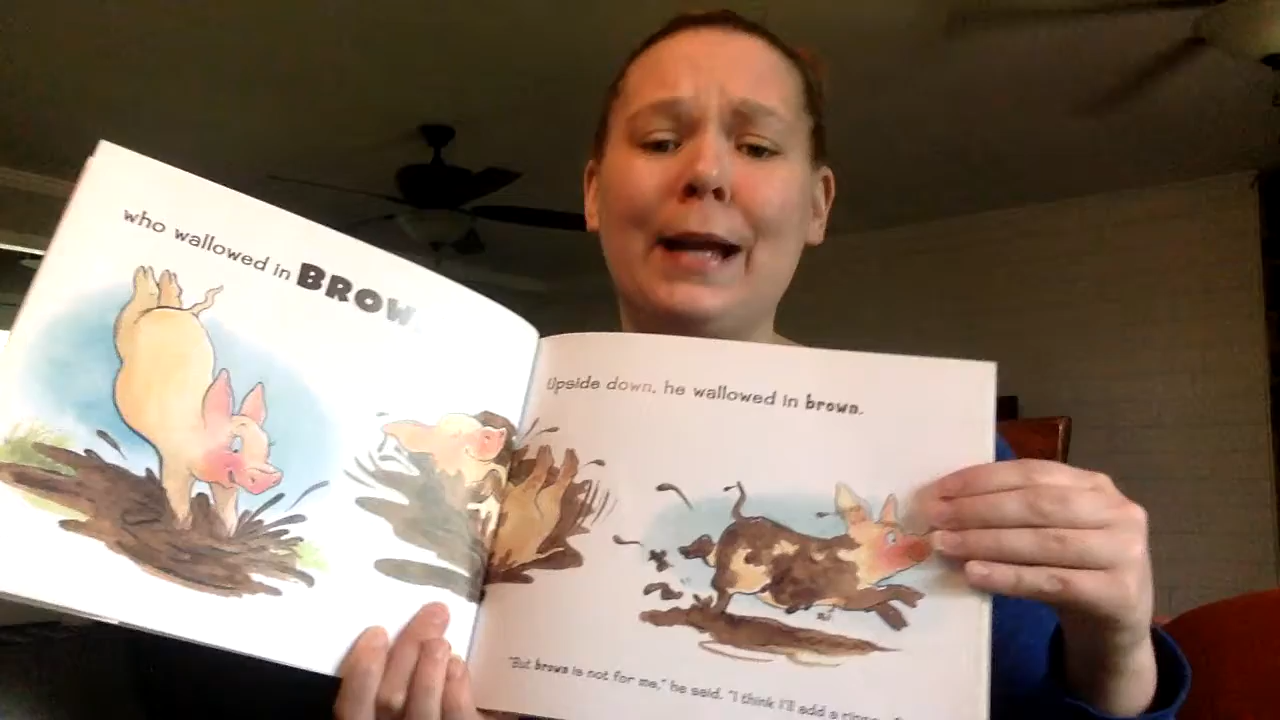 who wallowed in BROW
Upside down, he wallowed in brown.
"But brown is not for me," he said. "I think I'll add a